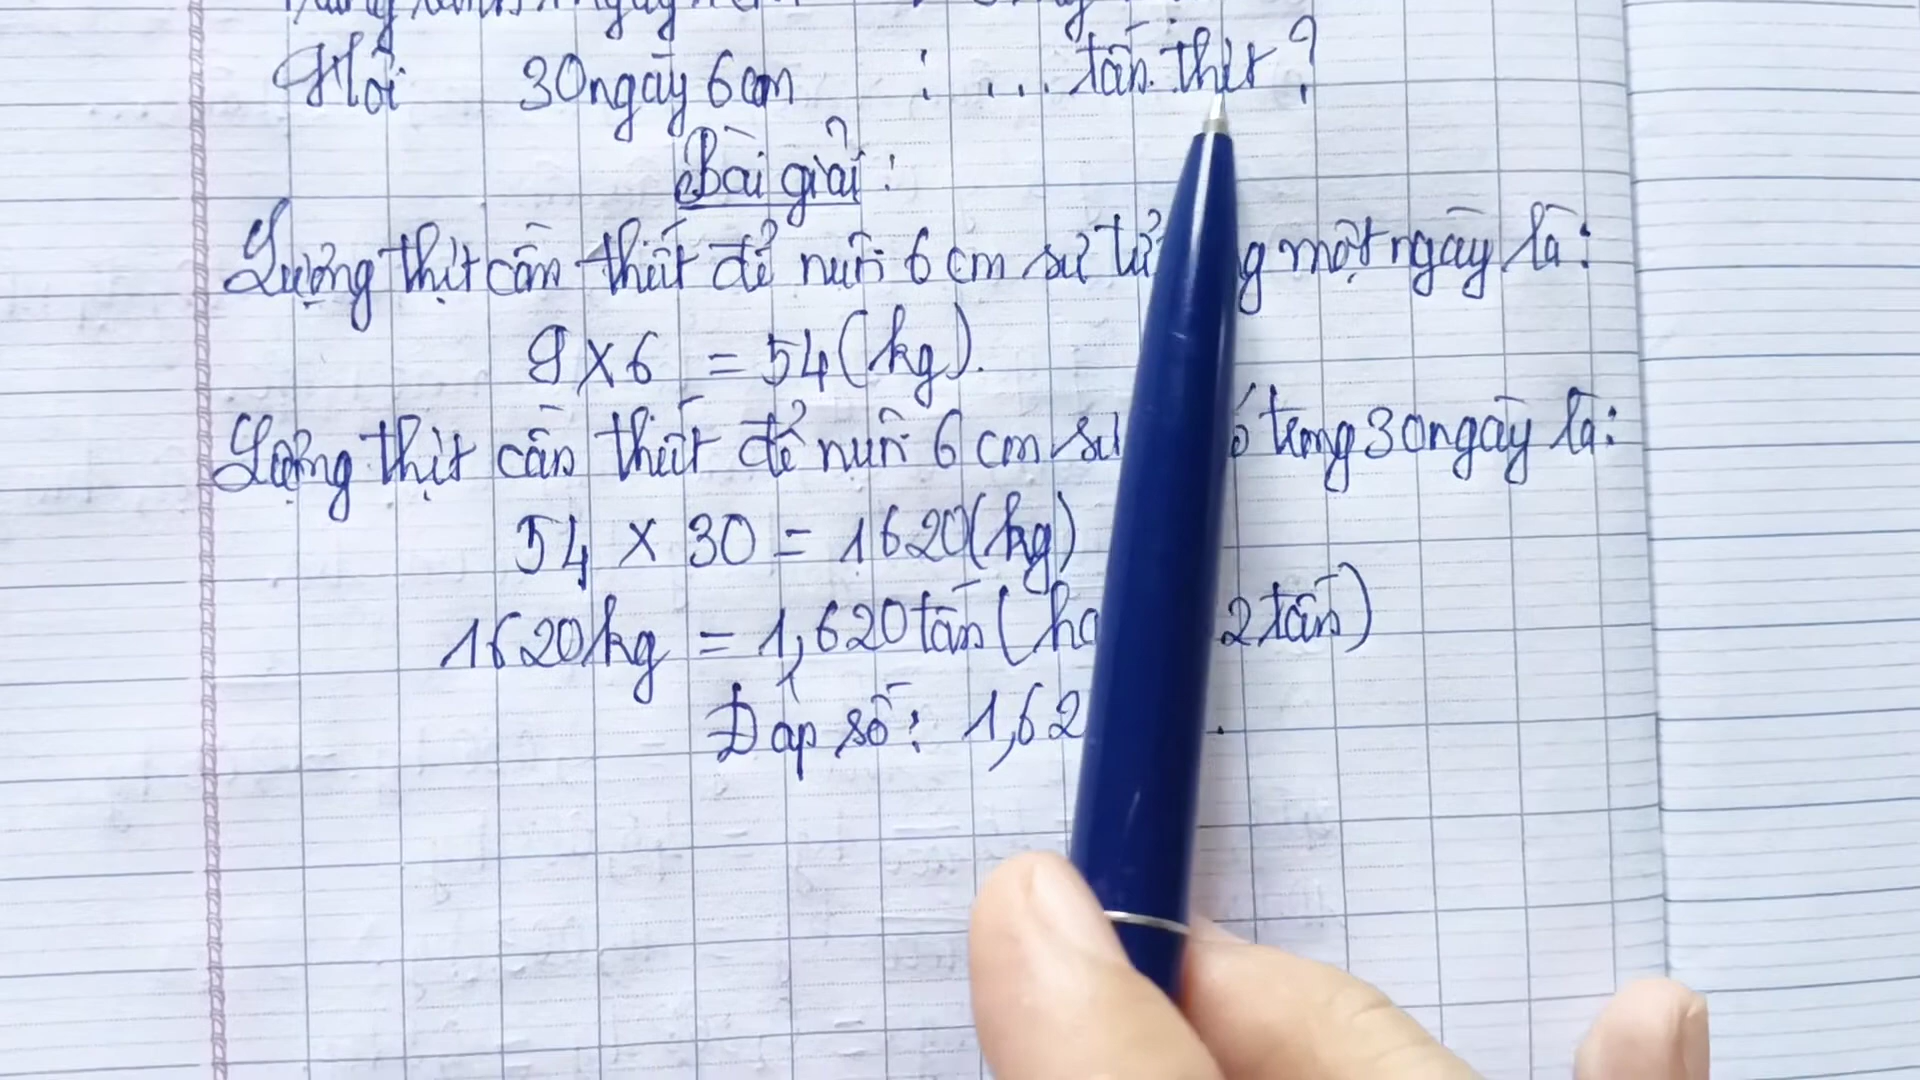 Hỏi 30 ngày 6 con : ... tấn thịt?
Bài giải:
Lượng thịt cần thiết để nuôi 6 con sư tử một ngày là:
9 x 6 = 54 (kg).
Lượng thịt cần thiết để nuôi 6 con sư trong 30 ngày là:
54 x 30 = 1620 (kg)
1620 kg = 1,620 tấn ( 2 tấn)
Đáp số: 1,62